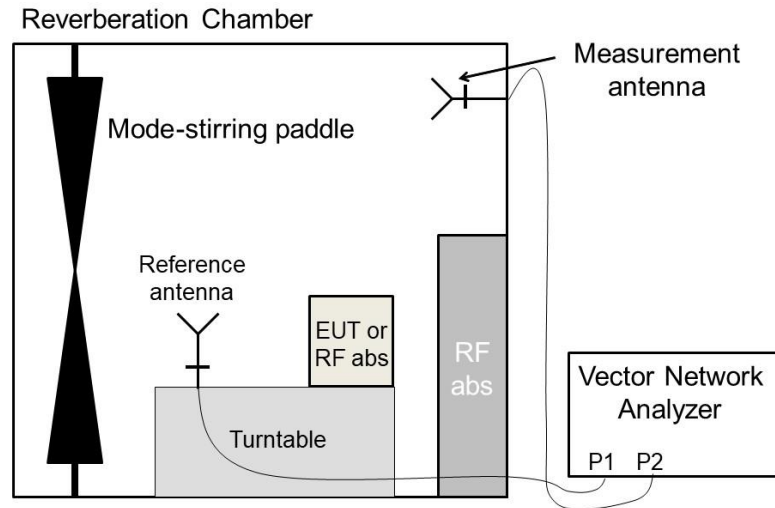 Reverberation Chamber
Measurement
antenna
Mode-stirring paddle
Reference
antenna
EUT or
RF abs
RF
abs
Turntable
Vector Network
Analyzer
P1 P2